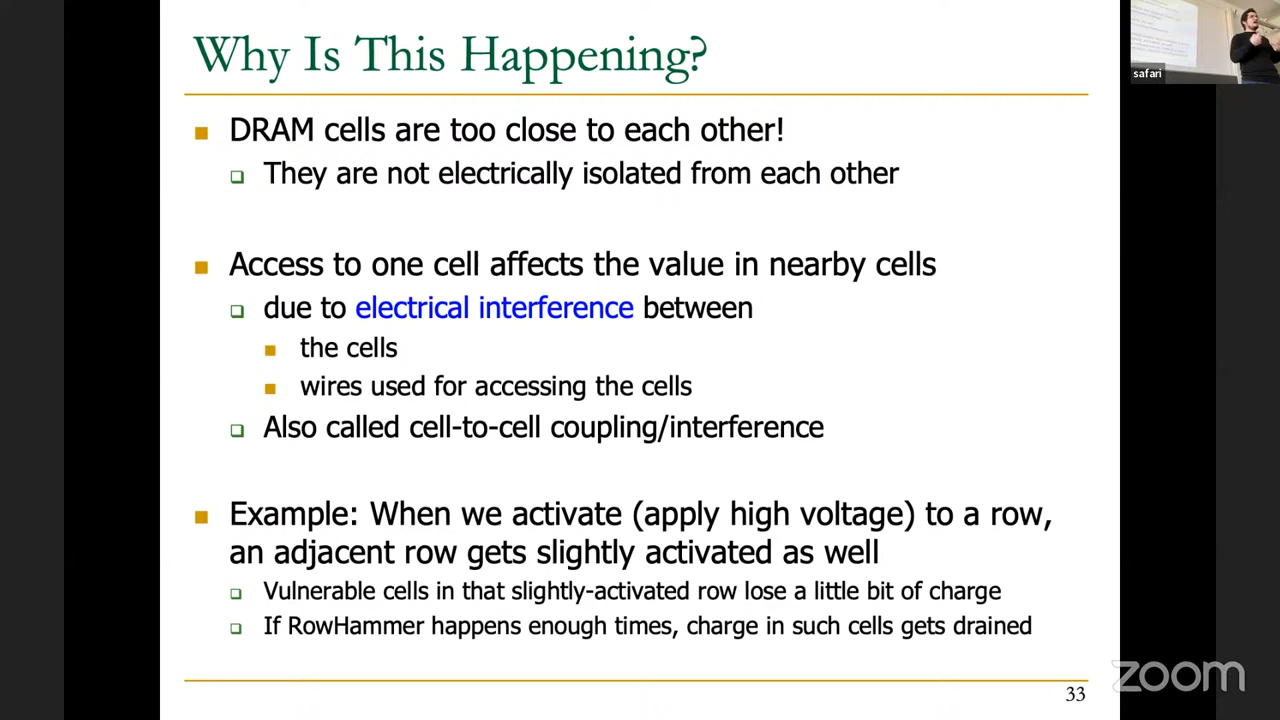 Why Is This Happening?
DRAM cells are too close to each other!
They are not electrically isolated from each other
Access to one cell affects the value in nearby cells
due to electrical interference between
the cells
wires used for accessing the cells
Also called cell-to-cell coupling/interference
Example: When we activate (apply high voltage) to a row,
an adjacent row gets slightly activated as well
Vulnerable cells in that slightly-activated row lose a little bit of charge
If RowHammer happens enough times, charge in such cells gets drained
33
safari
zoom